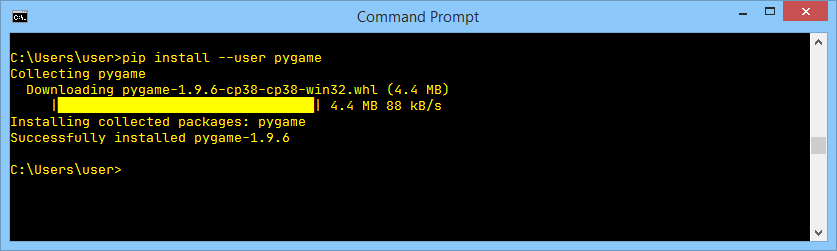 Command Prompt
C:\Users\user>pip install --user pygame
Collecting pygame
  Downloading pygame-1.9.6-cp38-cp38-win32.whl (4.4 MB)
     |████████████████████████████████| 4.4 MB 88 kB/s
Installing collected packages: pygame
Successfully installed pygame-1.9.6
C:\Users\user>